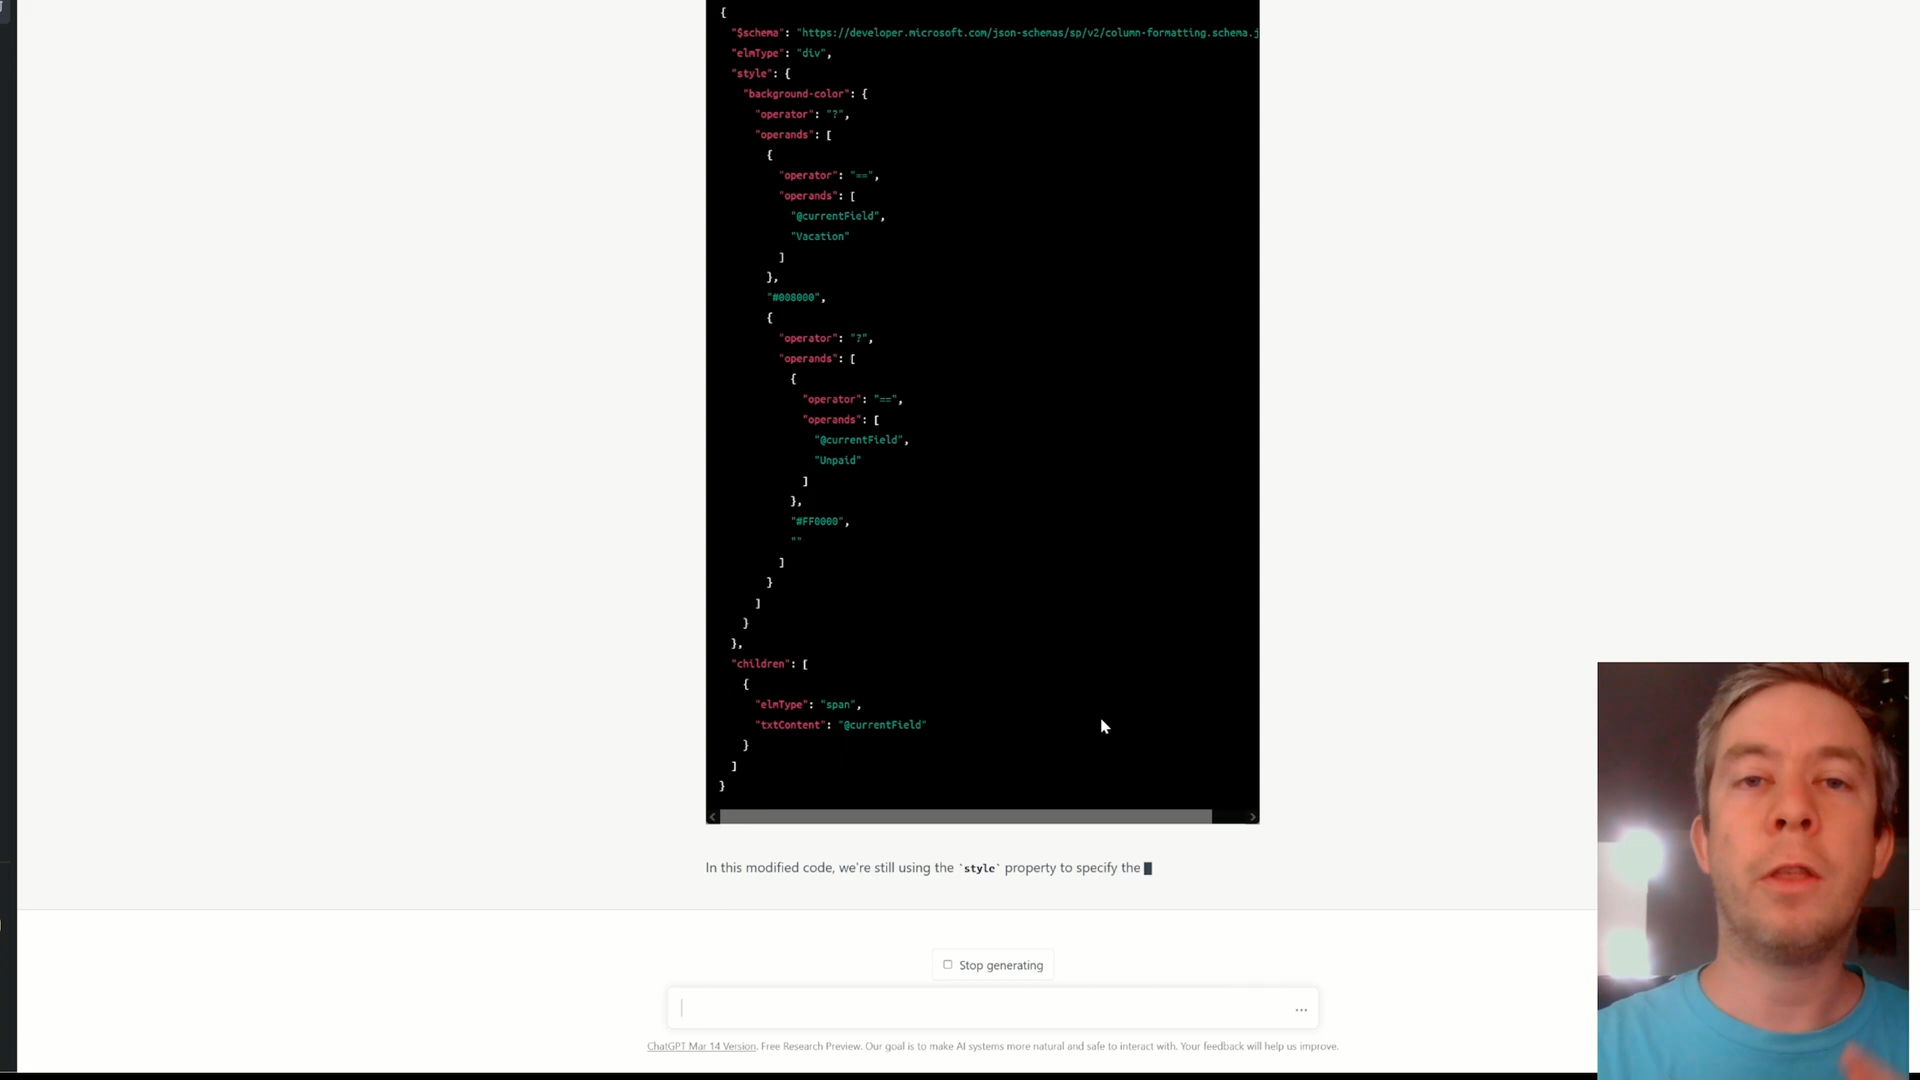 {
"$schema": "https://developer.microsoft.com/json-schemas/sp/v2/column-formatting.schema.j
"elmType": "div",
"style": {
"background-color": {
"operator": "?",
"operands": [
{
"operator": "==",
"operands": [
"@currentField",
"Vacation"
]
},
"#008000",
{
"operator": "?",
"operands": [
{
"operator": "==",
"operands": [
"@currentField",
"Unpaid"
]
},
"#FF0000",
""
]
}
]
}
},
"children": [
{
"elmType": "span",
"txtContent": "@currentField"
}
]
}
In this modified code, we're still using the `style` property to specify the
Stop generating
...
ChatGPT Mar 14 Version. Free Research Preview. Our goal is to make AI systems more natural and safe to interact with. Your feedback will help us improve.